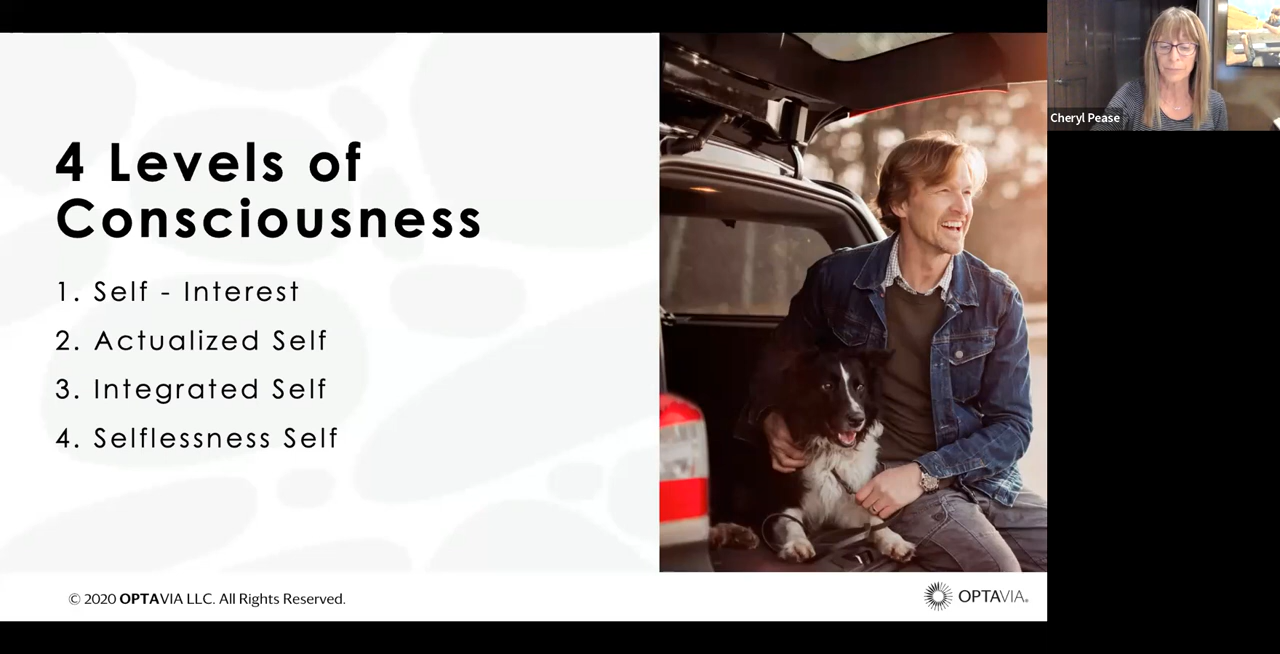 4 Levels of
Consciousness
1. Self - Interest
2. Actualized Self
3. Integrated Self
4. Selflessness Self
© 2020 OPTAVIA LLC. All Rights Reserved.
OPTAVIA®
Cheryl Pease